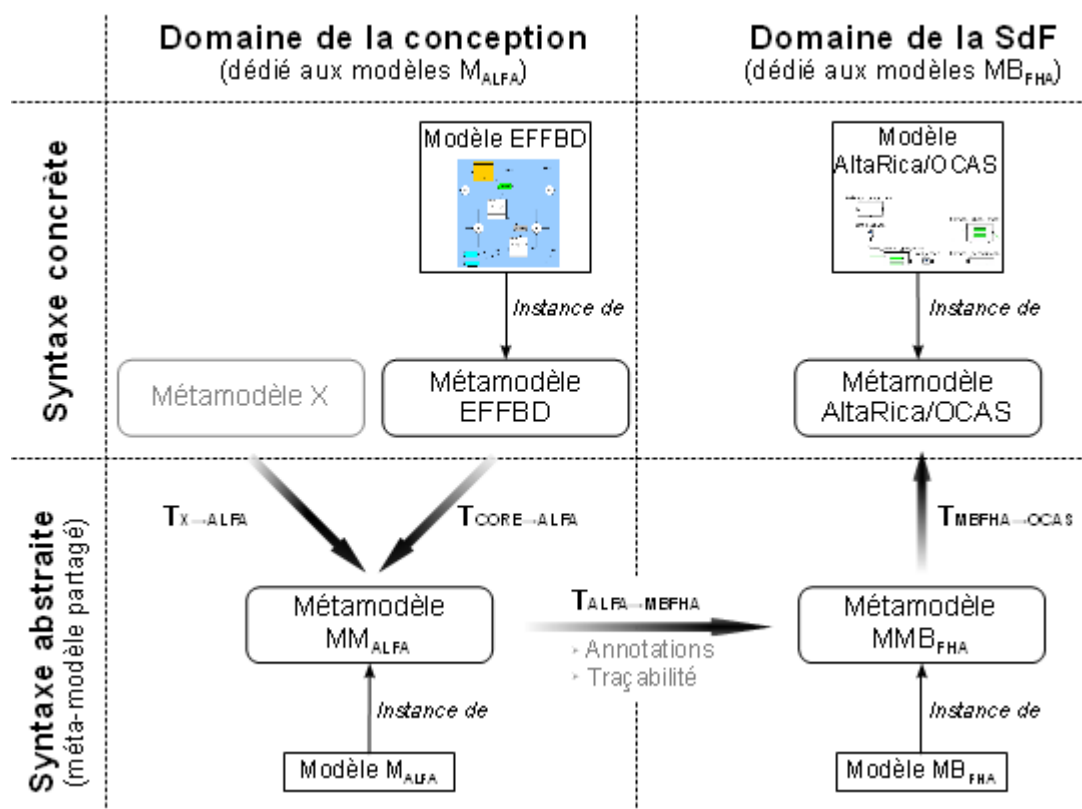 Domaine de la conception
(dédié aux modèles MALFA)
Domaine de la SdF
(dédié aux modèles MBFHA)
Syntaxe concrète
Modèle EFFBD
Modèle
AltaRica/OCAS
Instance de
Instance de
Métamodèle X
Métamodèle
EFFBD
Métamodèle
AltaRica/OCAS
Syntaxe abstraite
(méta-modèle partagé)
TX→ALFA
TCORE→ALFA
TMBFHA→OCAS
Métamodèle
MMALFA
TALFA→MBFHA
➤ Annotations
➤ Traçabilité
Métamodèle
MMBFHA
Instance de
Instance de
Modèle MALFA
Modèle MBFHA